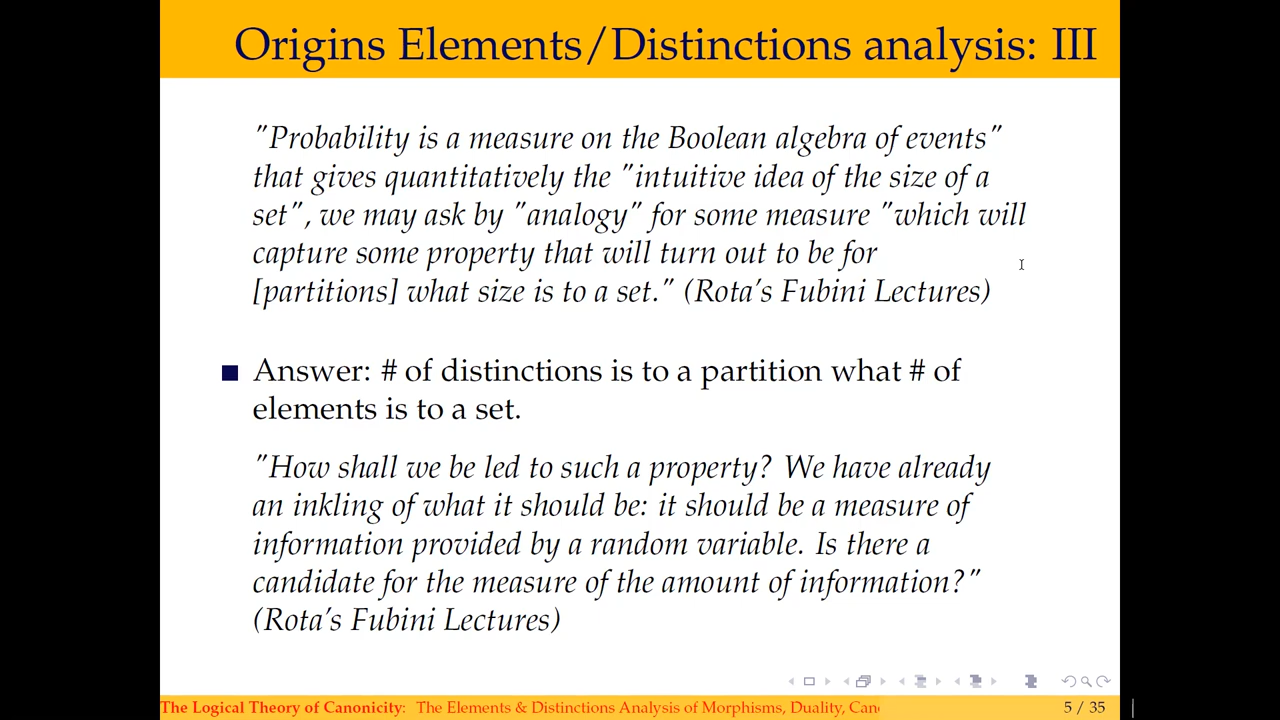 Origins Elements/Distinctions analysis: III
"Probability is a measure on the Boolean algebra of events"
that gives quantitatively the "intuitive idea of the size of a
set", we may ask by "analogy" for some measure "which will
capture some property that will turn out to be for
[partitions] what size is to a set." (Rota's Fubini Lectures)
Answer: # of distinctions is to a partition what # of
elements is to a set.
"How shall we be led to such a property? We have already
an inkling of what it should be: it should be a measure of
information provided by a random variable. Is there a
candidate for the measure of the amount of information?"
(Rota's Fubini Lectures)
The Logical Theory of Canonicity: The Elements & Distinctions Analysis of Morphisms, Duality, Can
5 / 35